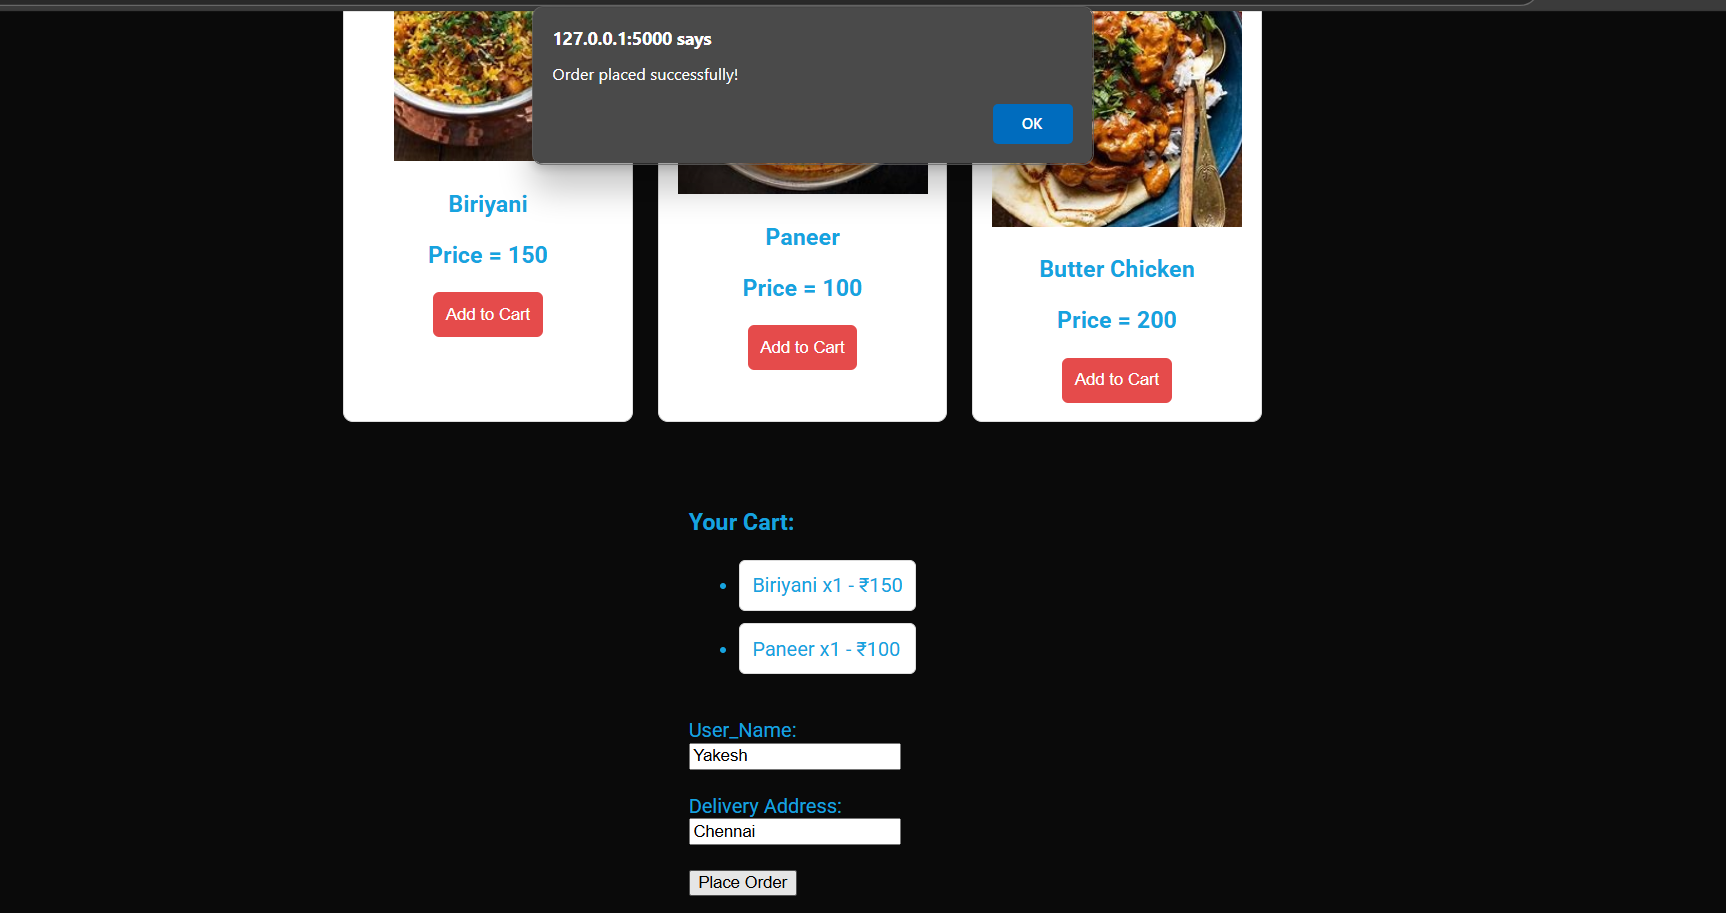 127.0.0.1:5000 says
Order placed successfully!
OK
Biriyani
Price = 150
Add to Cart
Paneer
Price = 100
Add to Cart
Butter Chicken
Price = 200
Add to Cart
Your Cart:
Biriyani x1 - ₹150
Paneer x1 - ₹100
User_Name:
Yakesh
Delivery Address:
Chennai
Place Order